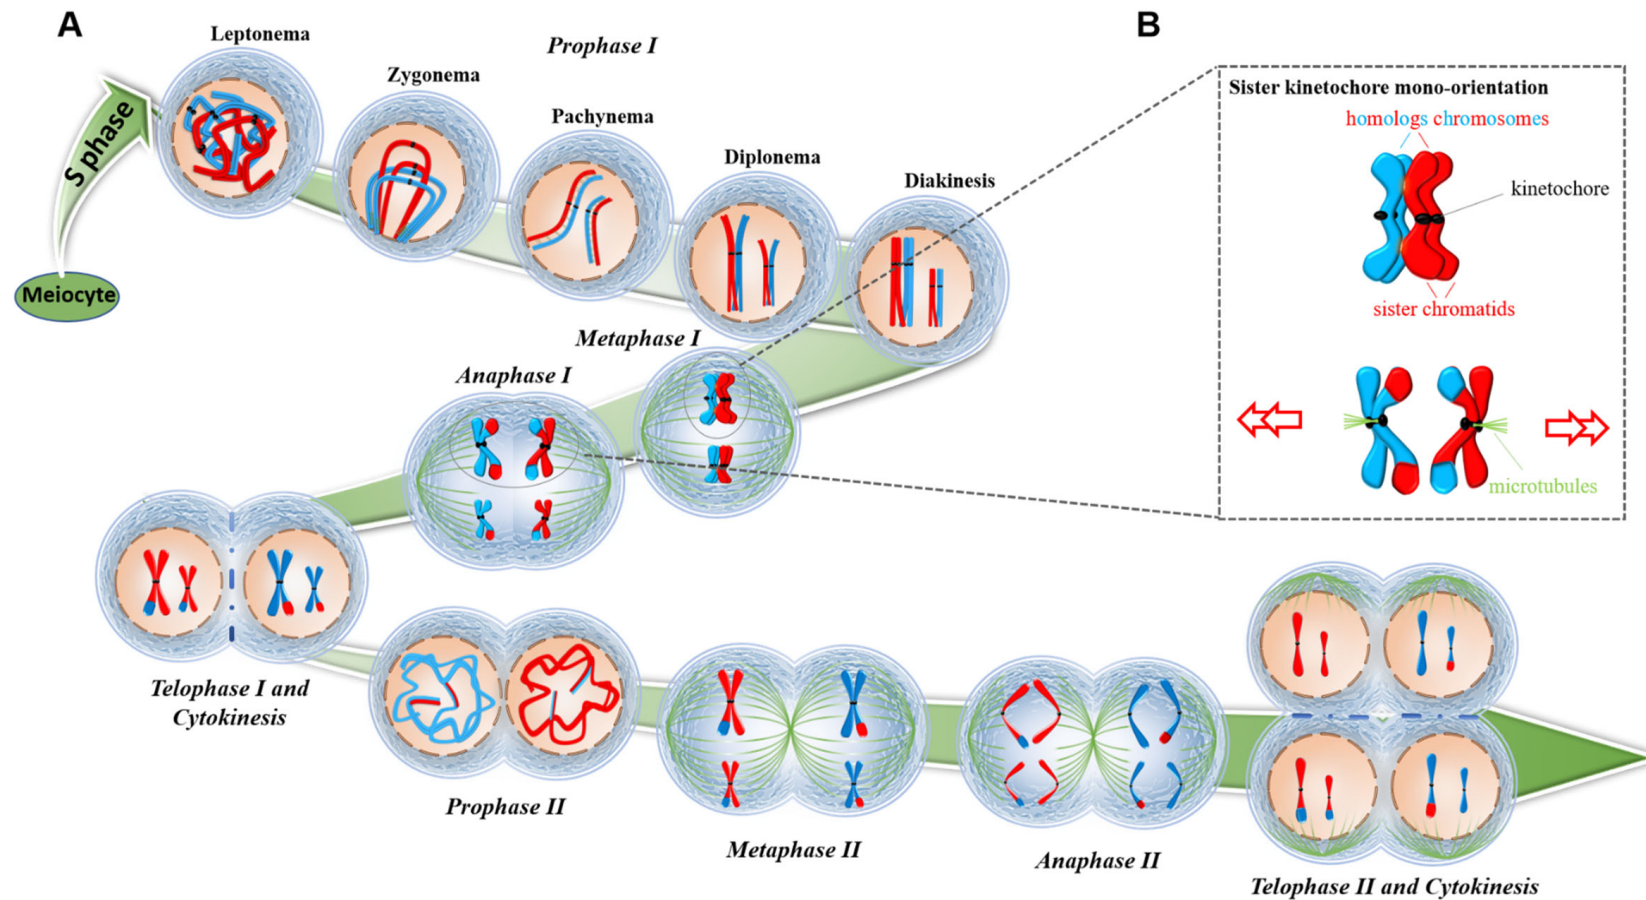 A
Leptonema
Prophase I
Zygonema
Pachynema
Diplonema
Diakinesis
S phase
Meiocyte
Metaphase I
Anaphase I
Telophase I and
Cytokinesis
Prophase II
Metaphase II
Anaphase II
Telophase II and Cytokinesis
B
Sister kinetochore mono-orientation
homologs chromosomes
kinetochore
sister chromatids
microtubules